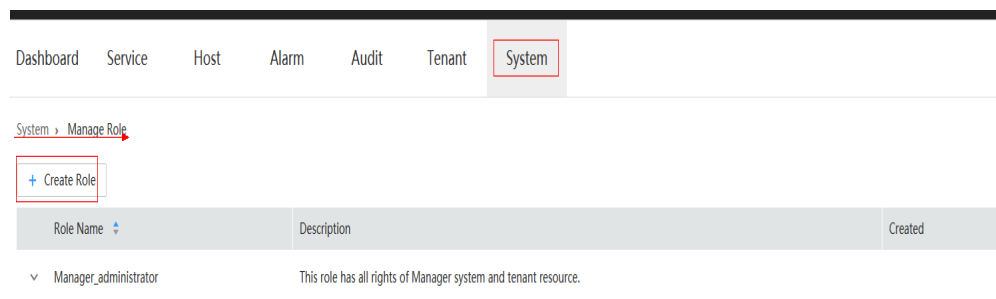 Dashboard Service Host Alarm Audit Tenant System
System › Manage Role
+ Create Role
Role Name Description Created
Manager_administrator This role has all rights of Manager system and tenant resource.